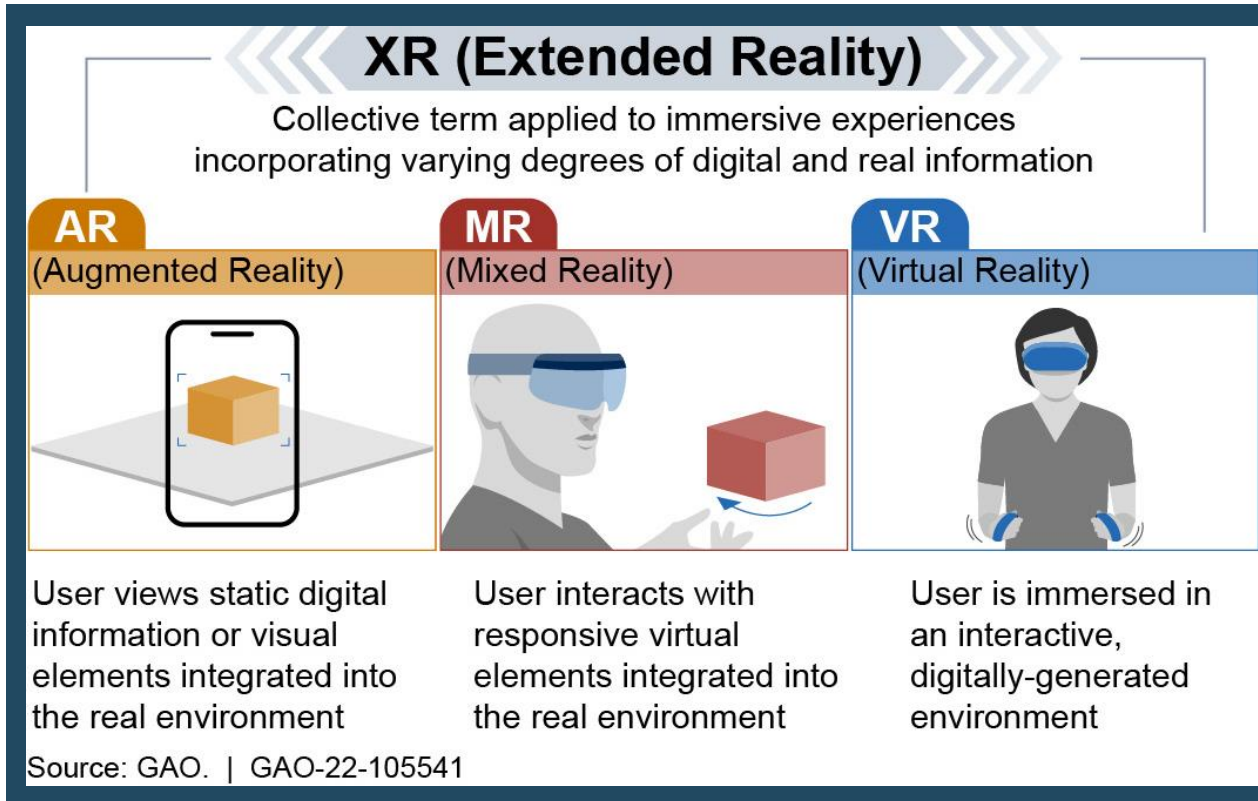 XR (Extended Reality)
Collective term applied to immersive experiences
incorporating varying degrees of digital and real information
AR
(Augmented Reality)
User views static digital
information or visual
elements integrated into
the real environment
MR
(Mixed Reality)
User interacts with
responsive virtual
elements integrated into
the real environment
VR
(Virtual Reality)
User is immersed in
an interactive,
digitally-generated
environment
Source: GAO. | GAO-22-105541